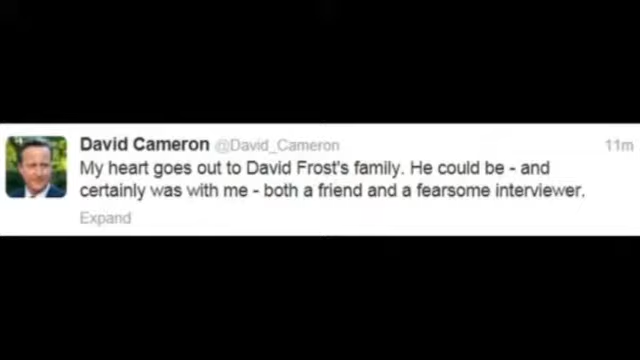 David Cameron @David_Cameron 11m
My heart goes out to David Frost's family. He could be - and
certainly was with me - both a friend and a fearsome interviewer.
Expand